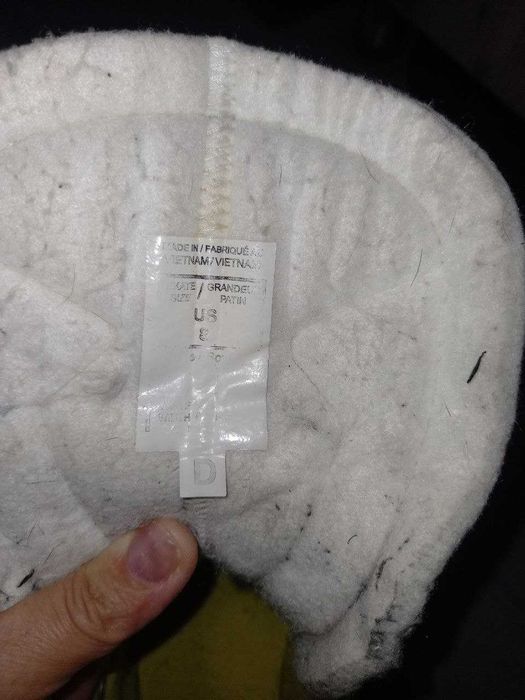 MADE IN / FABRIQUÉ AU
VIETNAM / VIETNAM
SKATE / GRANDEUR
SIZE / PATIN
US
8
D